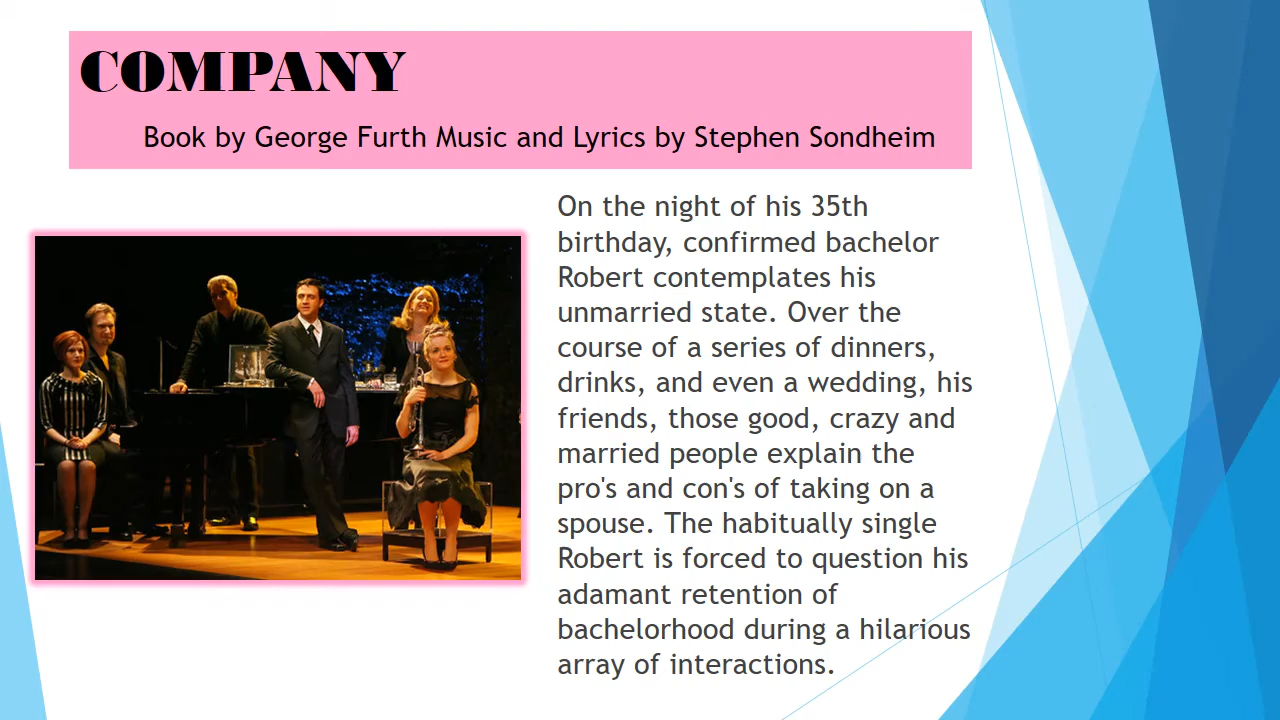 COMPANY
Book by George Furth Music and Lyrics by Stephen Sondheim
On the night of his 35th
birthday, confirmed bachelor
Robert contemplates his
unmarried state. Over the
course of a series of dinners,
drinks, and even a wedding, his
friends, those good, crazy and
married people explain the
pro's and con's of taking on a
spouse. The habitually single
Robert is forced to question his
adamant retention of
bachelorhood during a hilarious
array of interactions.